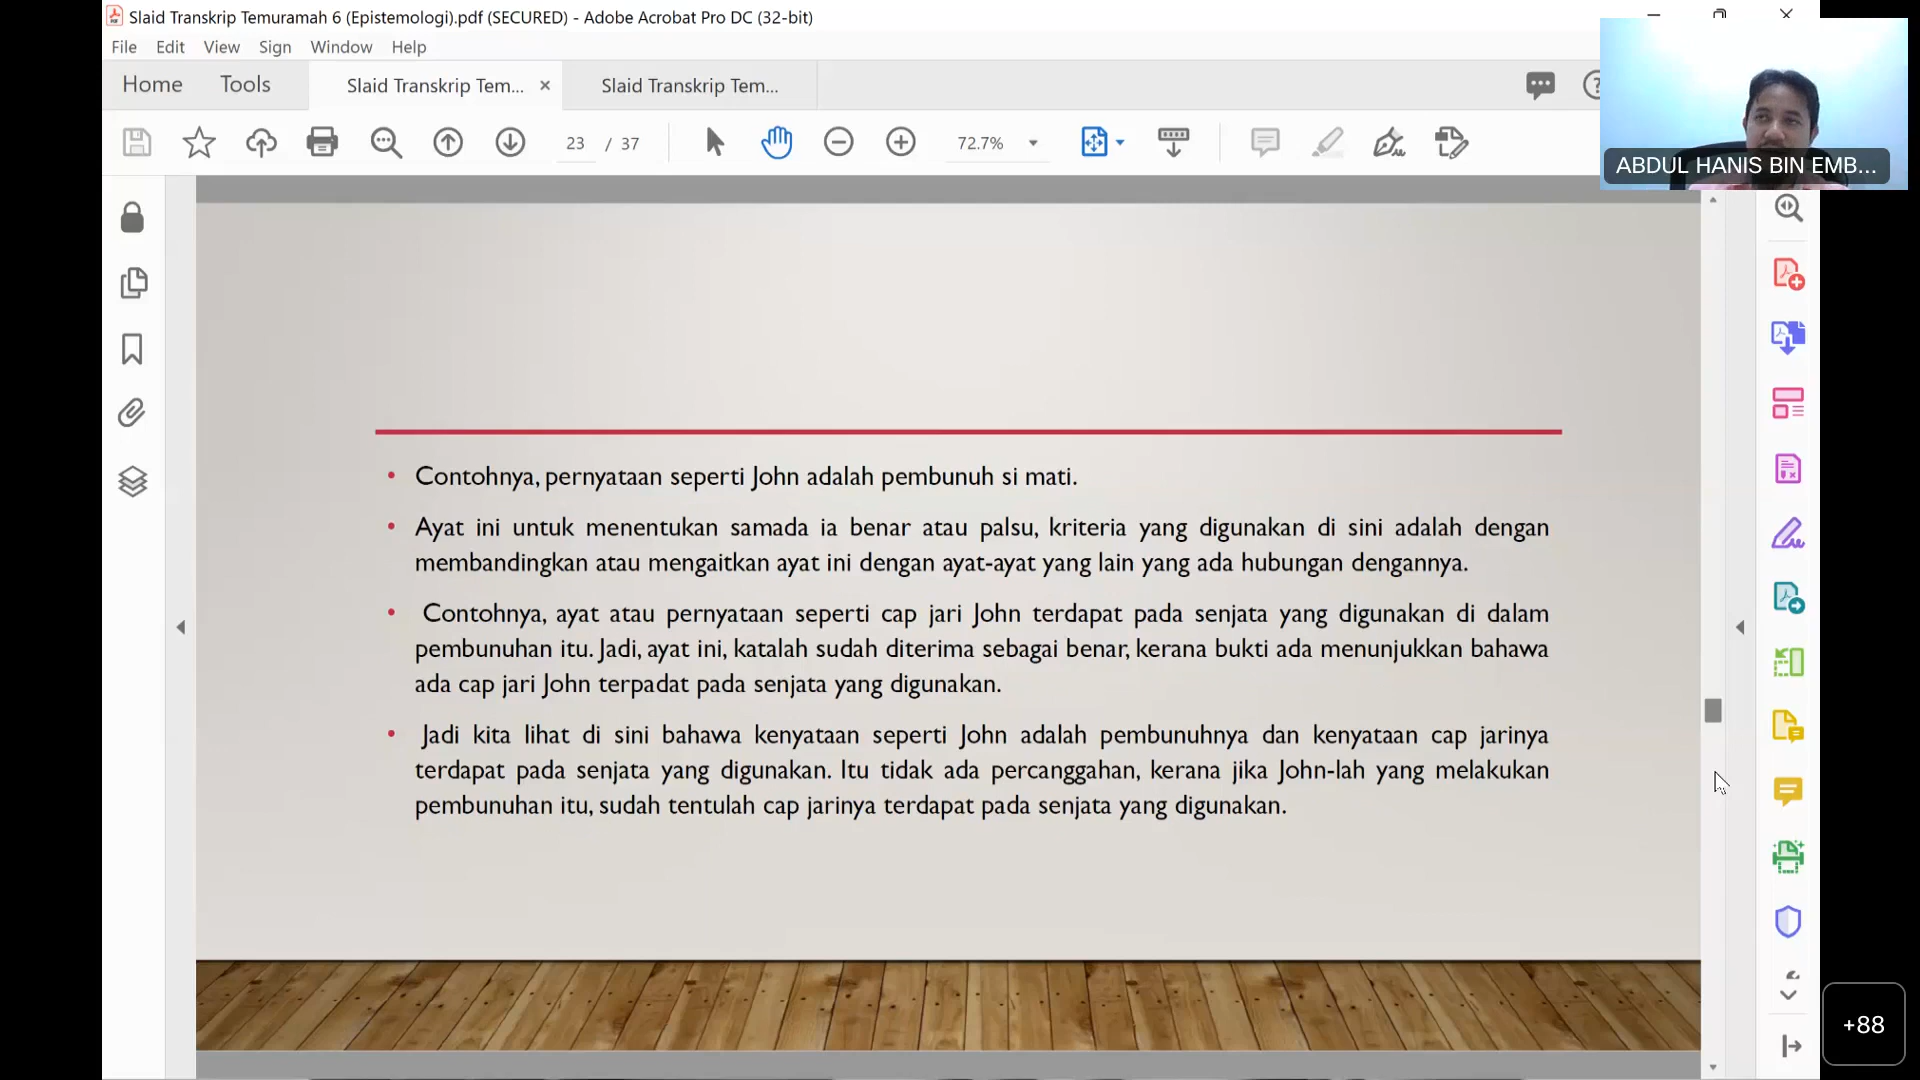 Slaid Transkrip Temuramah 6 (Epistemologi).pdf (SECURED) - Adobe Acrobat Pro DC (32-bit)
File Edit View Sign Window Help
Home Tools Slaid Transkrip Tem... × Slaid Transkrip Tem...
23 / 37 72.7%
ABDUL HANIS BIN EMB...
• Contohnya, pernyataan seperti John adalah pembunuh si mati.
• Ayat ini untuk menentukan samada ia benar atau palsu, kriteria yang digunakan di sini adalah dengan
membandingkan atau mengaitkan ayat ini dengan ayat-ayat yang lain yang ada hubungan dengannya.
• Contohnya, ayat atau pernyataan seperti cap jari John terdapat pada senjata yang digunakan di dalam
pembunuhan itu. Jadi, ayat ini, katalah sudah diterima sebagai benar, kerana bukti ada menunjukkan bahawa
ada cap jari John terpadat pada senjata yang digunakan.
• Jadi kita lihat di sini bahawa kenyataan seperti John adalah pembunuhnya dan kenyataan cap jarinya
terdapat pada senjata yang digunakan. Itu tidak ada percanggahan, kerana jika John-lah yang melakukan
pembunuhan itu, sudah tentulah cap jarinya terdapat pada senjata yang digunakan.
+88